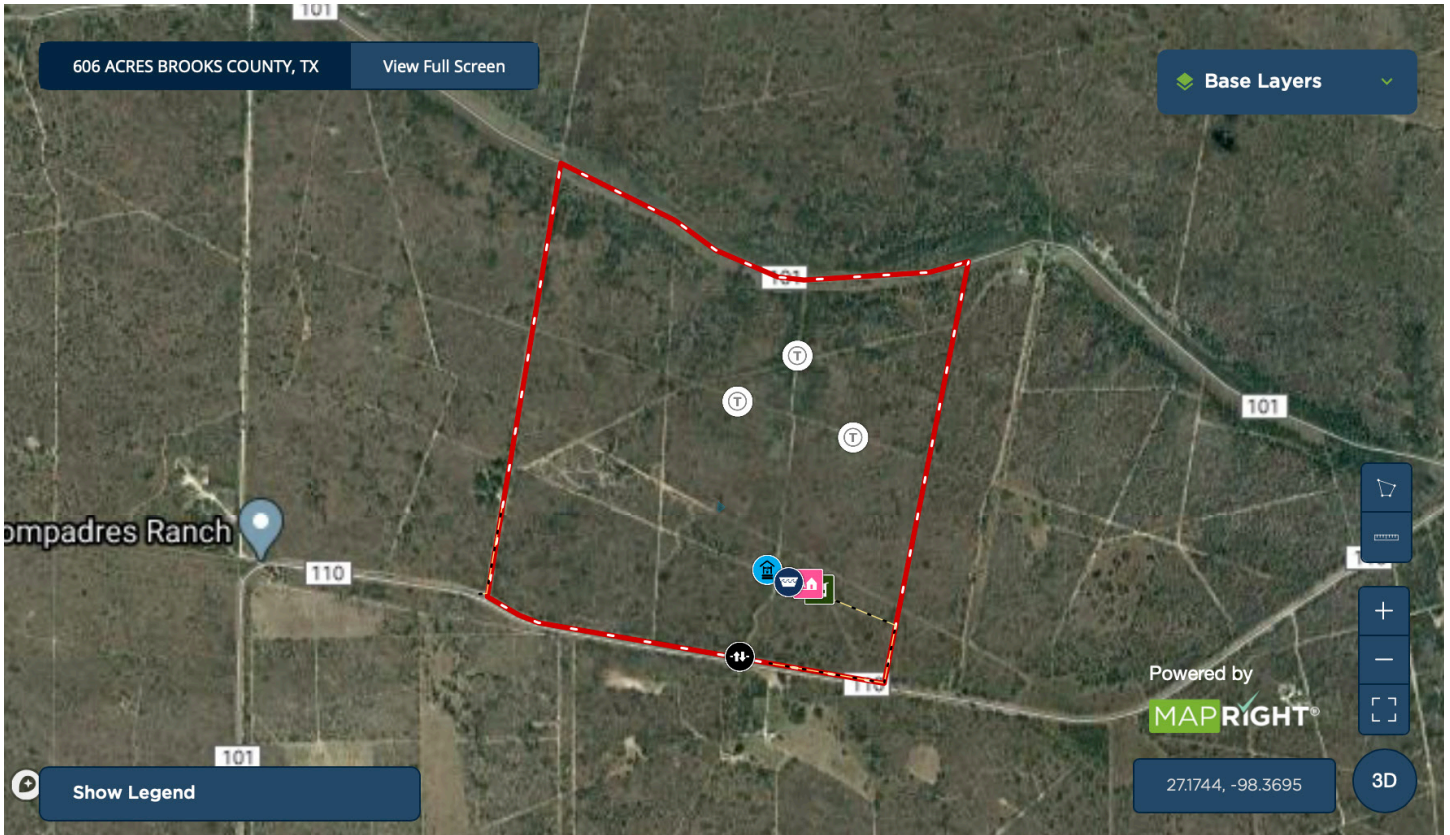 101
606 ACRES BROOKS COUNTY, TX
View Full Screen
Base Layers
101
T
T
T
101
ompadres Ranch
110
110
Powered by
MAPRIGHT®
101
Show Legend
27.1744, -98.3695
3D